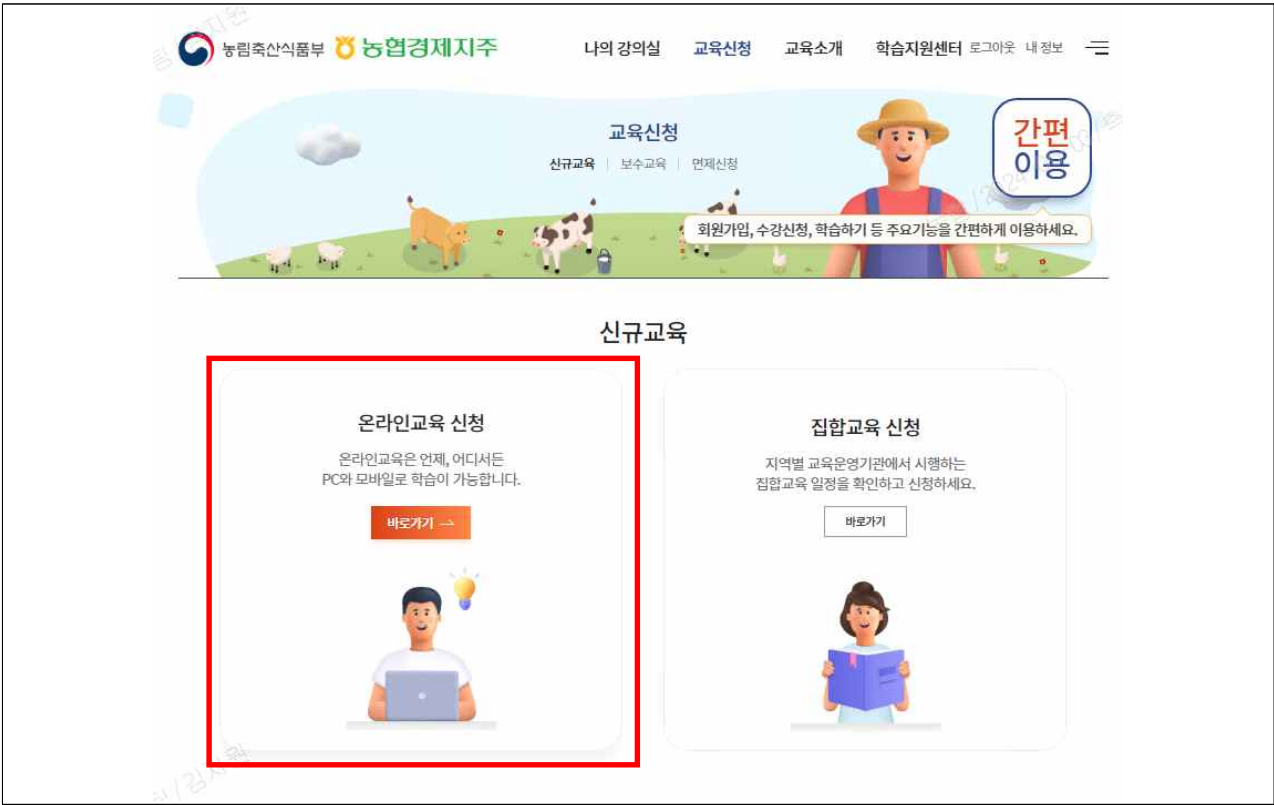 농림축산식품부 농협경제지주 나의 강의실 교육신청 교육소개 학습지원센터 로그아웃 내 정보
교육신청
신규교육 | 보수교육 | 면제신청
간편
이용
회원가입, 수강신청, 학습하기 등 주요기능을 간편하게 이용하세요.
신규교육
온라인교육 신청
온라인교육은 언제, 어디서든
PC와 모바일로 학습이 가능합니다.
바로가기 →
집합교육 신청
지역별 교육운영기관에서 시행하는
집합교육 일정을 확인하고 신청하세요.
바로가기